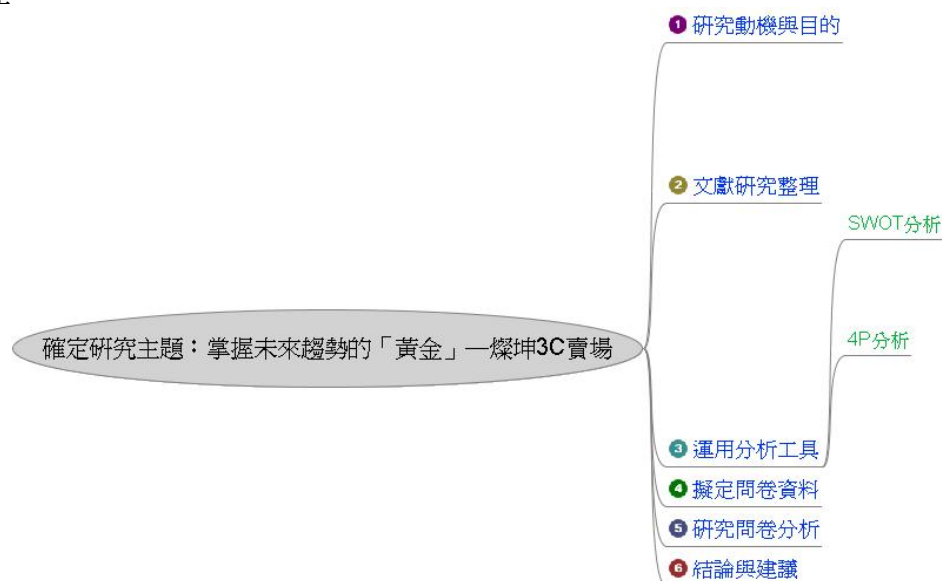 ❶ 研究動機與目的
❷ 文獻研究整理
SWOT分析
確定研究主題：掌握未來趨勢的「黃金」—燦坤3C賣場
4P分析
❸ 運用分析工具
❹ 擬定問卷資料
❺ 研究問卷分析
❻ 結論與建議